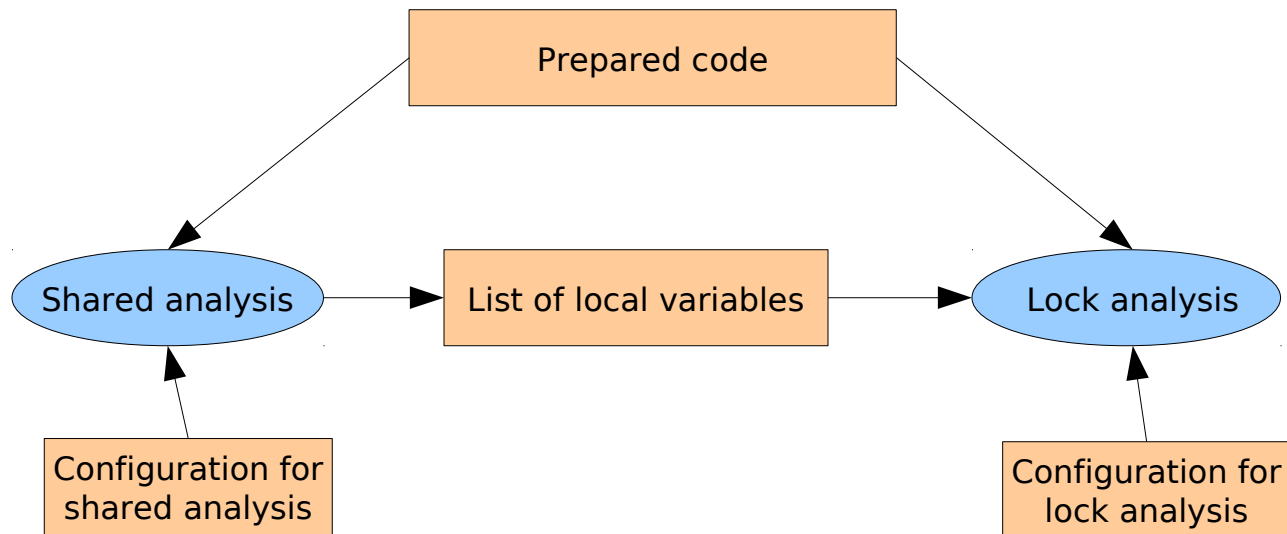 Prepared code
Shared analysis
List of local variables
Lock analysis
Configuration for
shared analysis
Configuration for
lock analysis